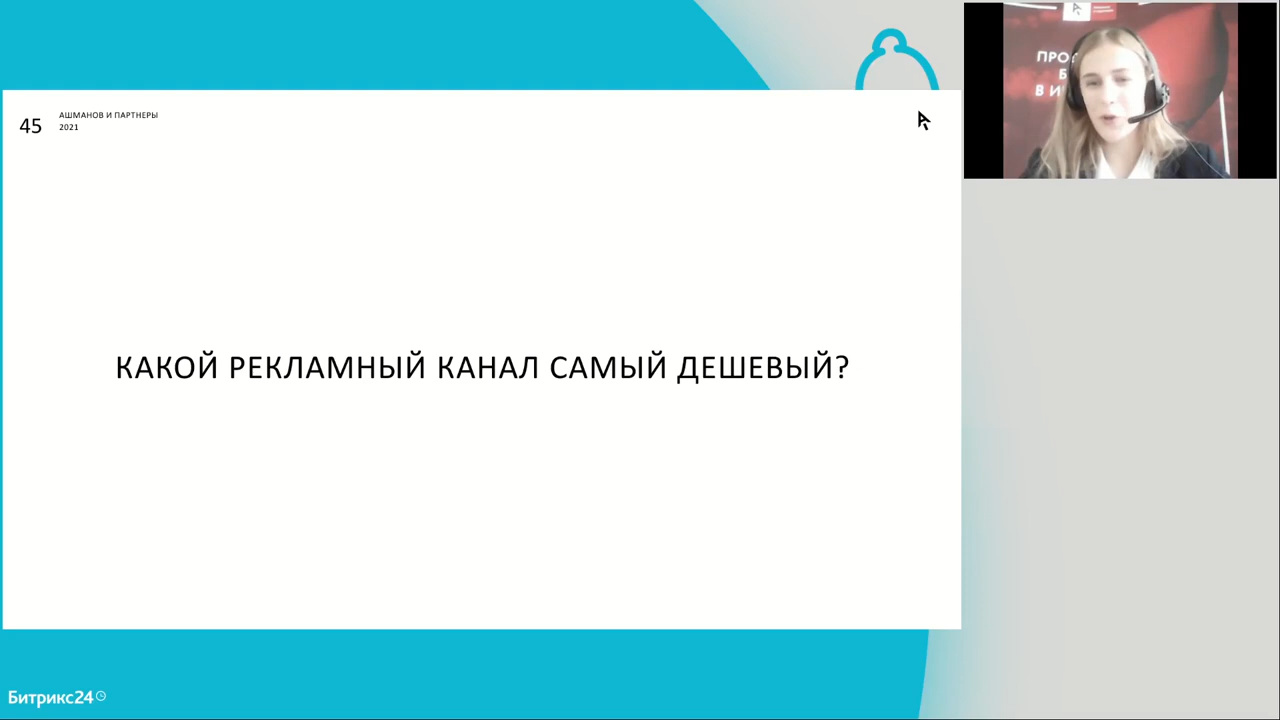 45
АШМАНОВ И ПАРТНЕРЫ
2021
КАКОЙ РЕКЛАМНЫЙ КАНАЛ САМЫЙ ДЕШЕВЫЙ?
Битрикс24